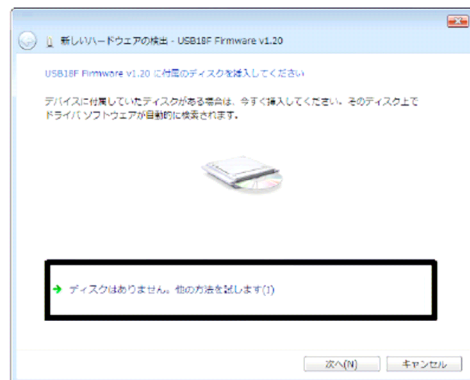 新しいハードウェアの検出 - USB18F Firmware v1.20
USB18F Firmware v1.20 に付属のディスクを挿入してください
デバイスに付属していたディスクがある場合は、今すぐ挿入してください。そのディスク上で
ドライバ ソフトウェアが自動的に検索されます。
ディスクはありません。他の方法を試します(I)
次へ(N) キャンセル